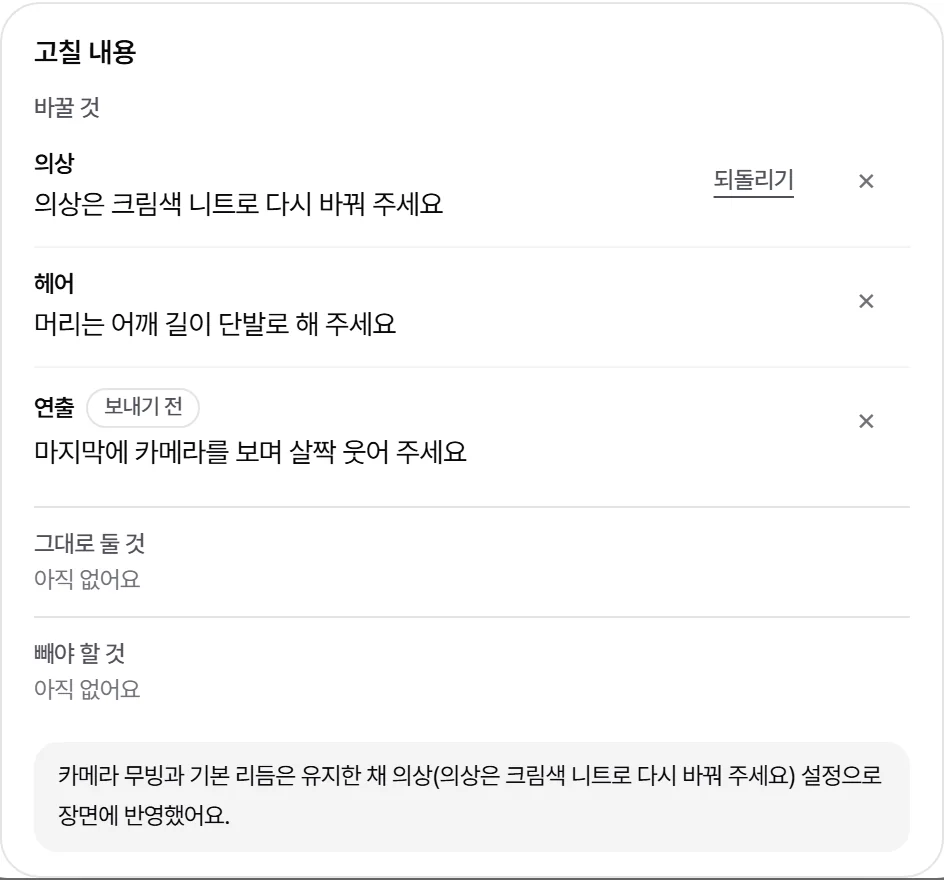 고칠 내용
바꿀 것
의상
의상은 크림색 니트로 다시 바꿔 주세요
되돌리기
×
헤어
머리는 어깨 길이 단발로 해 주세요
×
연출 보내기 전
마지막에 카메라를 보며 살짝 웃어 주세요
×
그대로 둘 것
아직 없어요
빼야 할 것
아직 없어요
카메라 무빙과 기본 리듬은 유지한 채 의상(의상은 크림색 니트로 다시 바꿔 주세요) 설정으로
장면에 반영했어요.